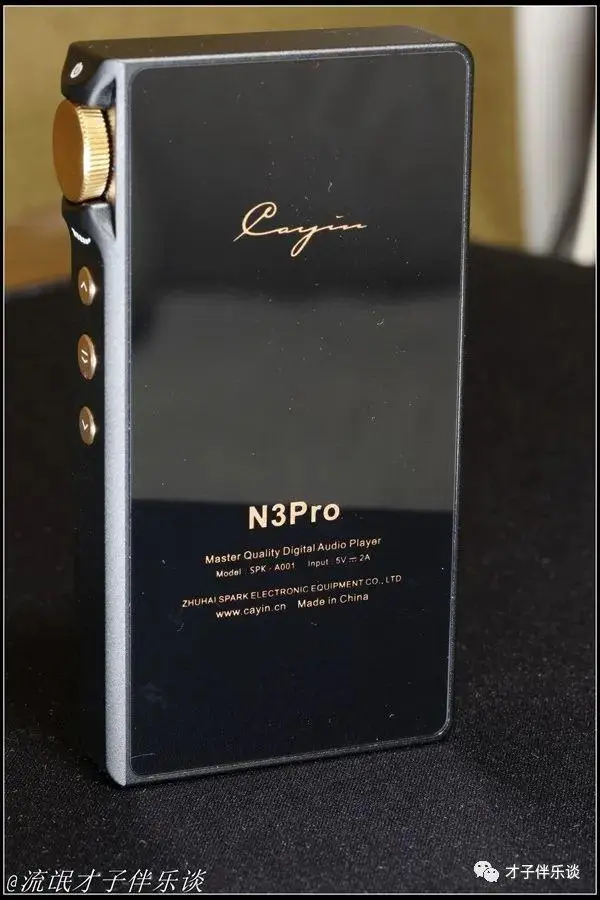 Cayin
N3Pro
Master Quality Digital Audio Player
Model : SPK - A001 Input : 5V ⎓ 2A
ZHUHAI SPARK ELECTRONIC EQUIPMENT CO., LTD
www.cayin.cn Made in China
@流氓才子伴乐谈
才子伴乐谈